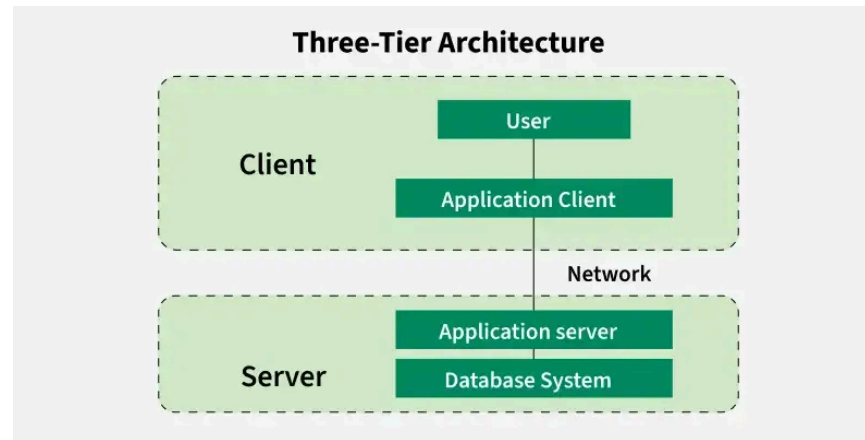 Three-Tier Architecture
User
Client
Application Client
Network
Application server
Server
Database System